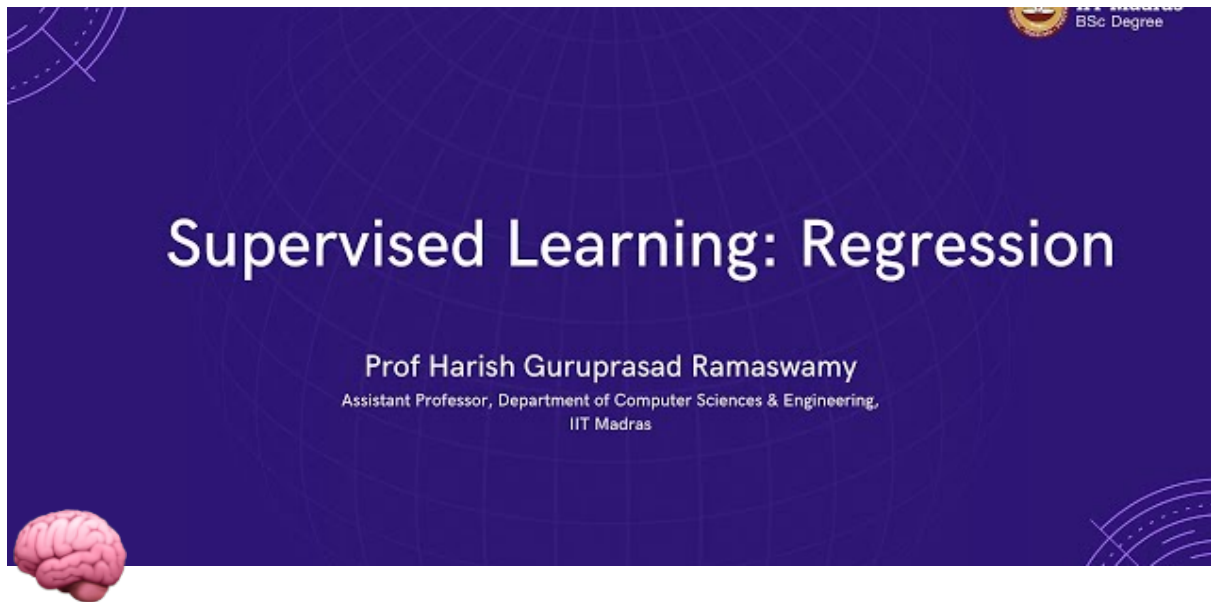 BSc Degree
Supervised Learning: Regression
Prof Harish Guruprasad Ramaswamy
Assistant Professor, Department of Computer Sciences & Engineering,
IIT Madras